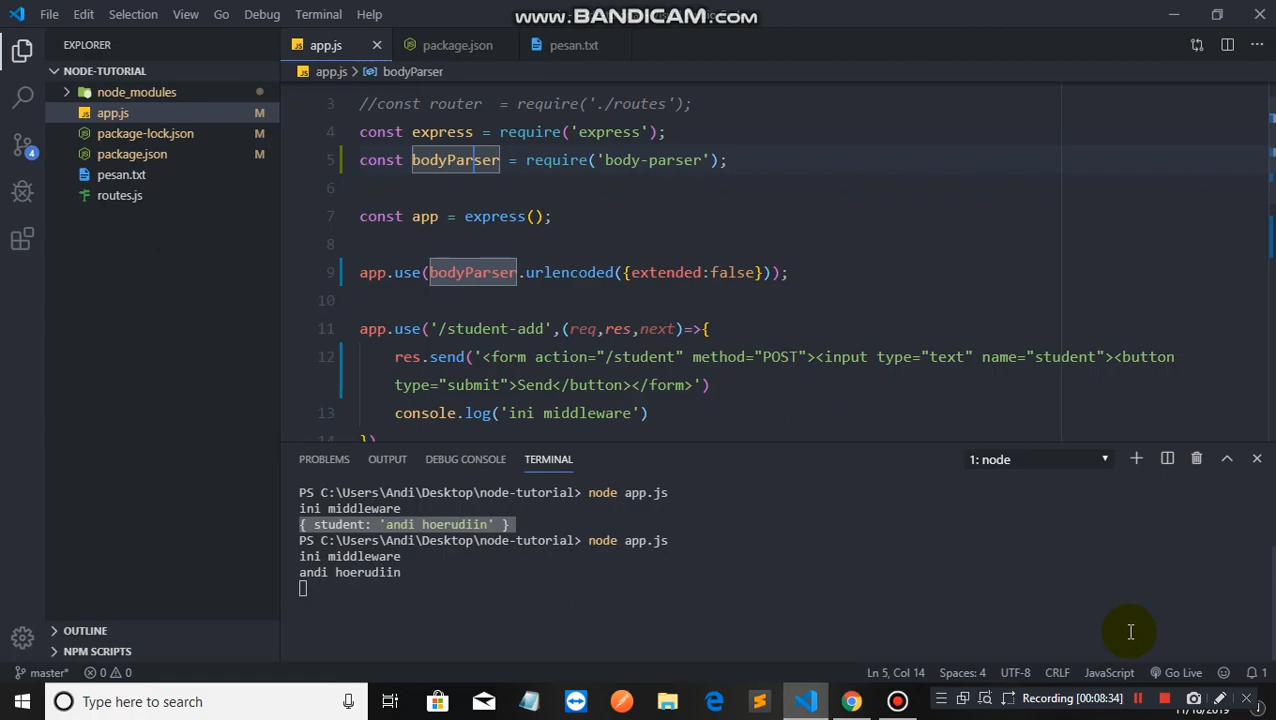 File Edit Selection View Go Debug Terminal Help
www.BANDICAM.com
EXPLORER
app.js
package.json
pesan.txt
NODE-TUTORIAL
app.js > bodyParser
node_modules
app.js M
package-lock.json M
package.json M
pesan.txt
routes.js
4
3 //const router = require('./routes');
4 const express = require('express');
5 const bodyParser = require('body-parser');
6
7 const app = express();
8
9 app.use(bodyParser.urlencoded({extended:false}));
10
11 app.use('/student-add',(req,res,next)=>{
12 res.send('<form action="/student" method="POST"><input type="text" name="student"><button
type="submit">Send</button></form>')
13 console.log('ini middleware')
14 })
PROBLEMS OUTPUT DEBUG CONSOLE TERMINAL 1: node
PS C:\Users\Andi\Desktop\node-tutorial> node app.js
ini middleware
{ student: 'andi hoerudiin' }
PS C:\Users\Andi\Desktop\node-tutorial> node app.js
ini middleware
andi hoerudiin
OUTLINE
NPM SCRIPTS
master* 0 0 Ln 5, Col 14 Spaces: 4 UTF-8 CRLF JavaScript Go Live 1
Type here to search
Recording [00:08:34]